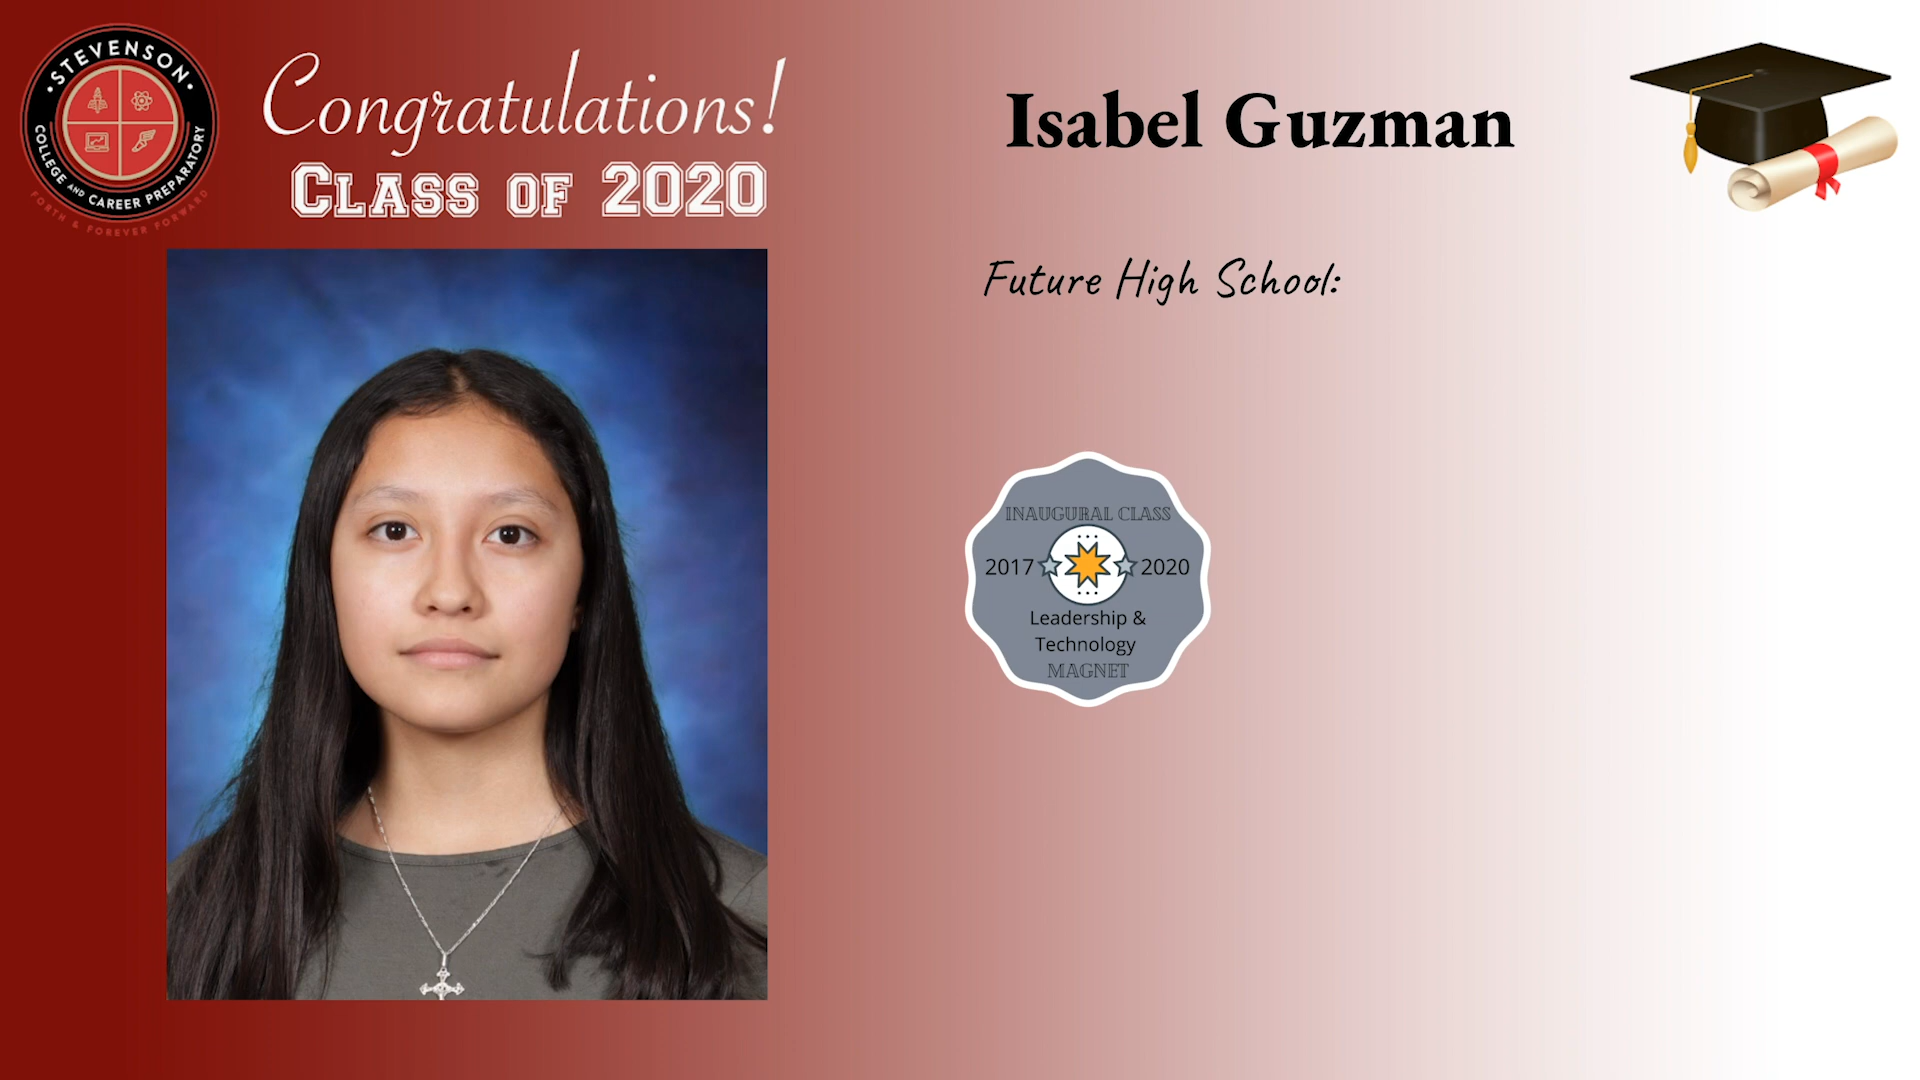 STEVENSON
COLLEGE AND CAREER PREPARATORY
FORTH & FOREVER FORWARD
Congratulations!
CLASS OF 2020
Isabel Guzman
Future High School:
INAUGURAL CLASS
2017 2020
Leadership &
Technology
MAGNET